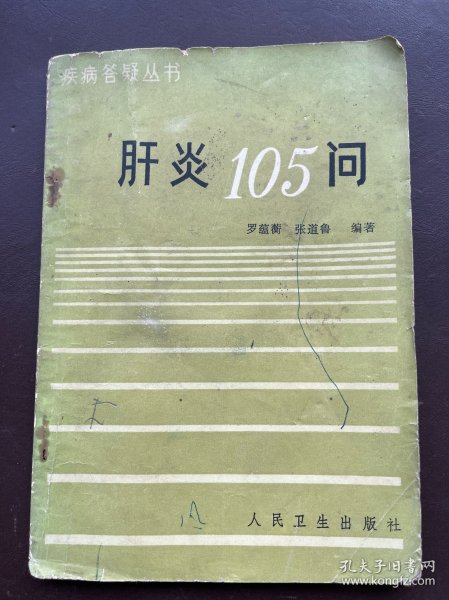 疾病答疑丛书
肝炎105问
罗蕴蘅 张道鲁 编著
人民卫生出版社
孔夫子旧书网
www.kongfz.com